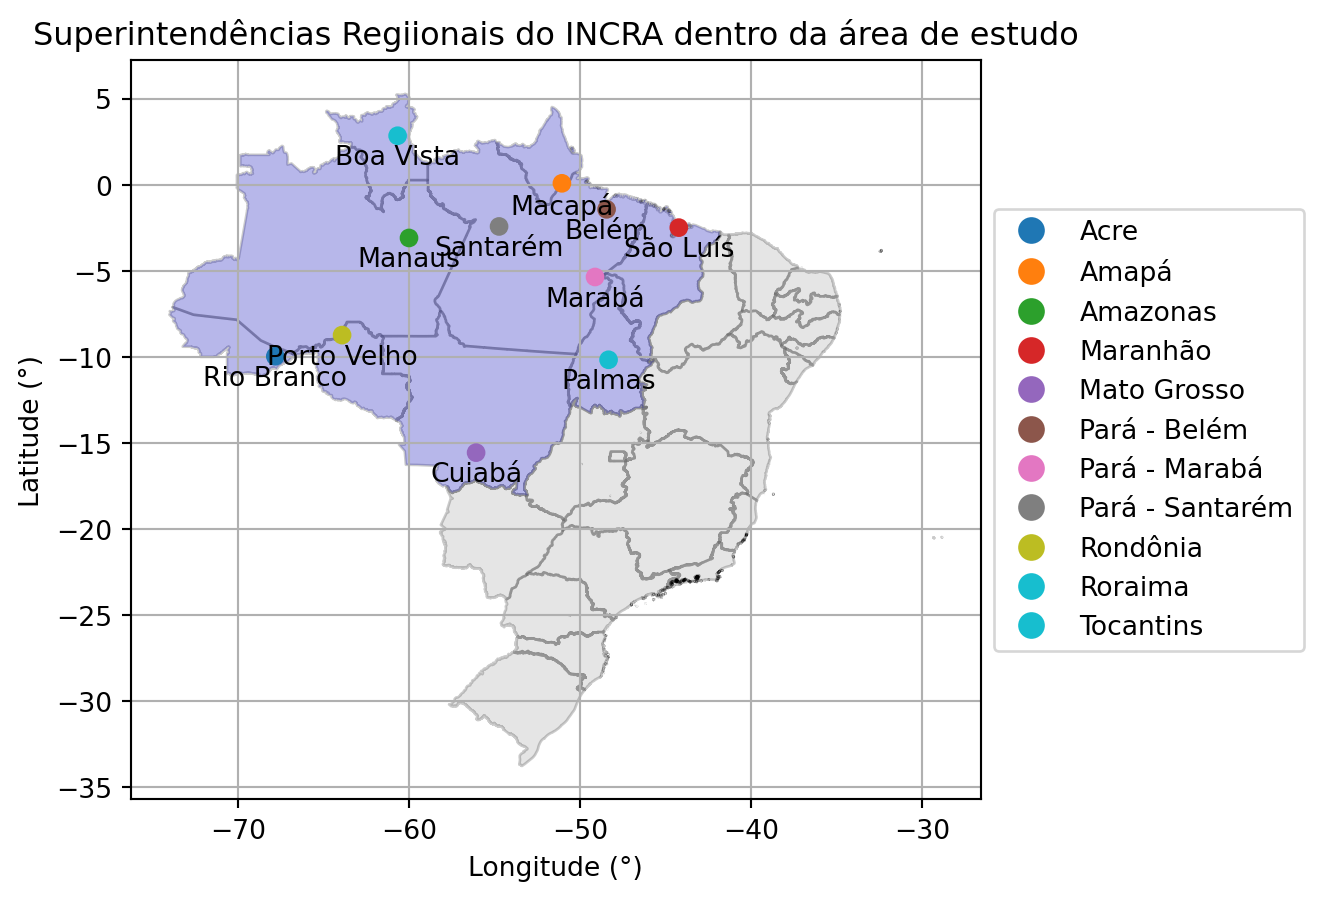 Superintendências Regiionais do INCRA dentro da área de estudo
5
0
−5
−10
−15
−20
−25
−30
−35
Latitude (°)
Boa Vista
Macapá
Belém
Santarém
São Luís
Manaus
Marabá
Porto Velho
Rio Branco
Palmas
Cuiabá
−70
−60
−50
−40
−30
Longitude (°)
Acre
Amapá
Amazonas
Maranhão
Mato Grosso
Pará - Belém
Pará - Marabá
Pará - Santarém
Rondônia
Roraima
Tocantins